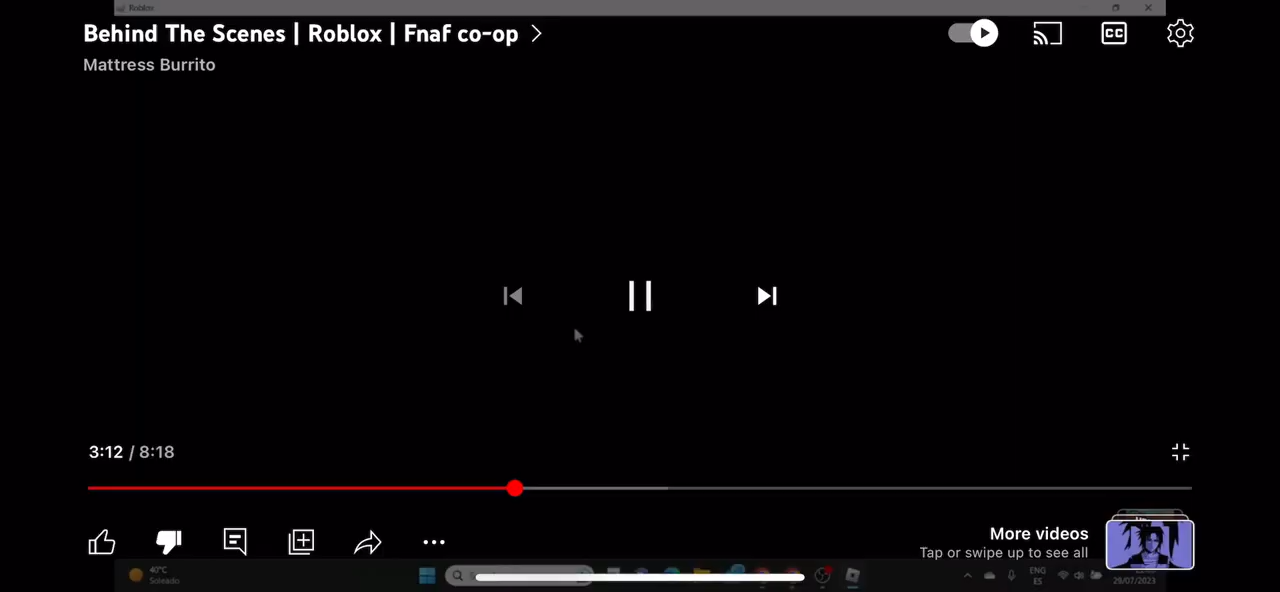 Roblox
Behind The Scenes | Roblox | Fnaf co-op
Mattress Burrito
CC
3:12 / 8:18
More videos
Tap or swipe up to see all
40°C
Soleado
ENG
ES
29/07/2023